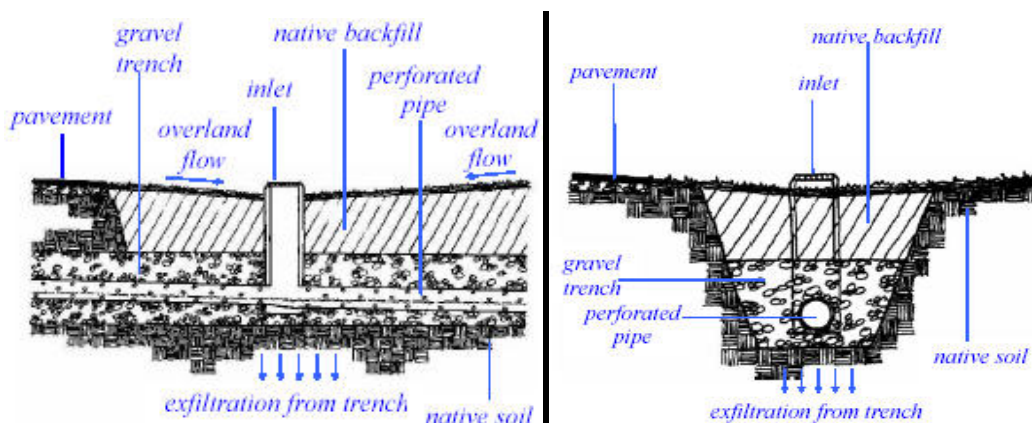 gravel
trench
native backfill
inlet
perforated
pipe
pavement
overland
flow
overland
flow
exfiltration from trench
native soil
native backfill
pavement
inlet
gravel
trench
perforated
pipe
native soil
exfiltration from trench